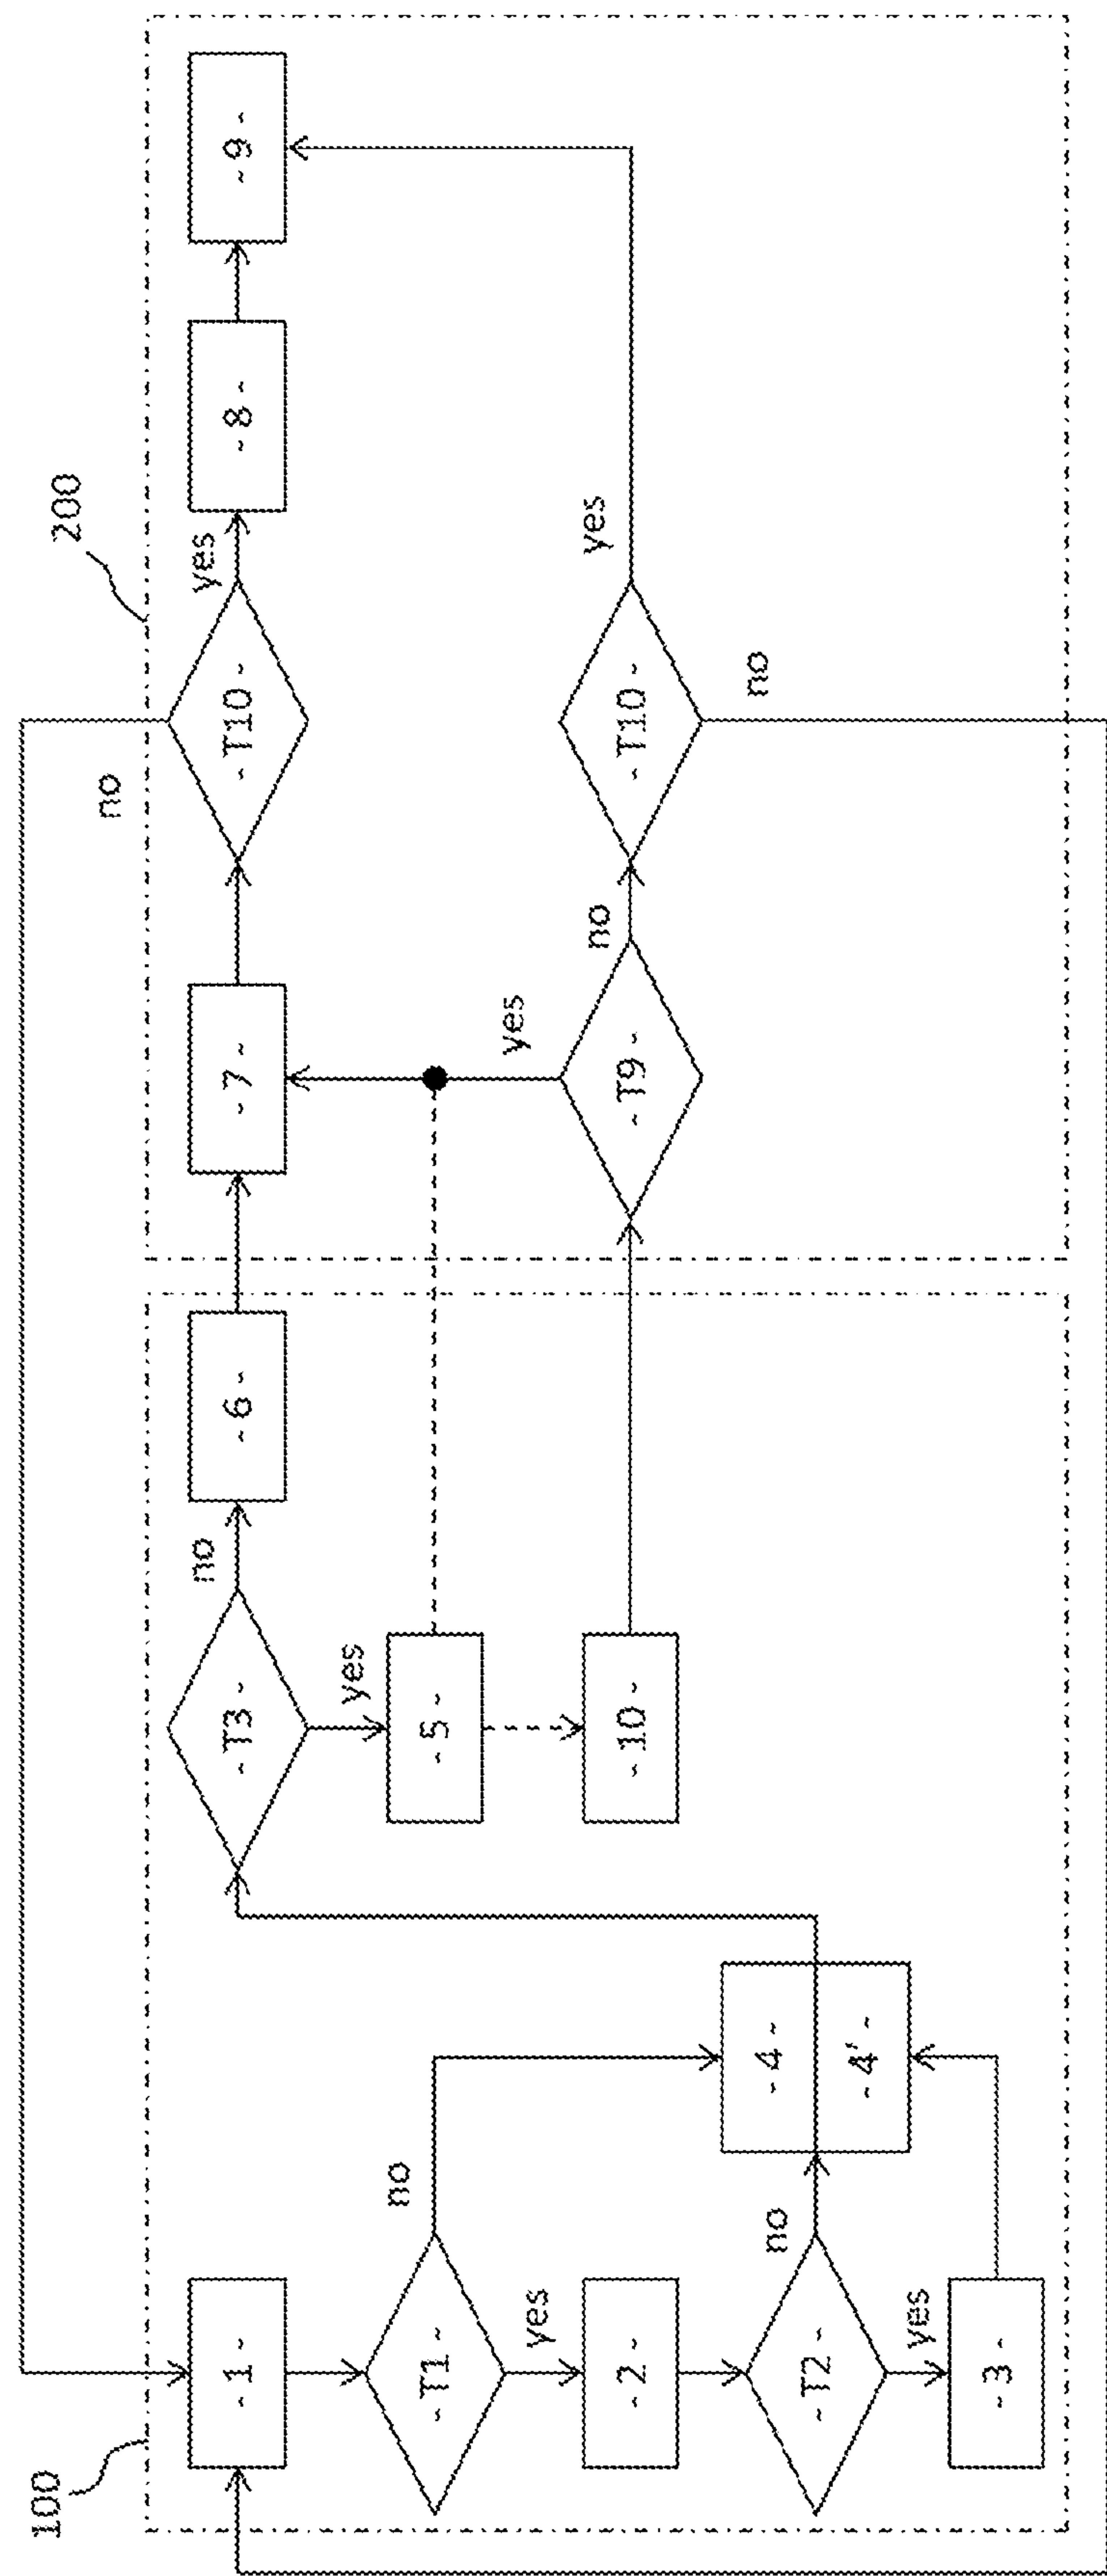 100
200
- 1 -
- T1 -
no
yes
- 2 -
- T2 -
no
yes
- 3 -
- 4 -
- 4' -
- T3 -
no
yes
- 5 -
- 10 -
- 6 -
- 7 -
yes
- T9 -
no
- T10 -
no
yes
- 8 -
- 9 -
- T10 -
yes
no